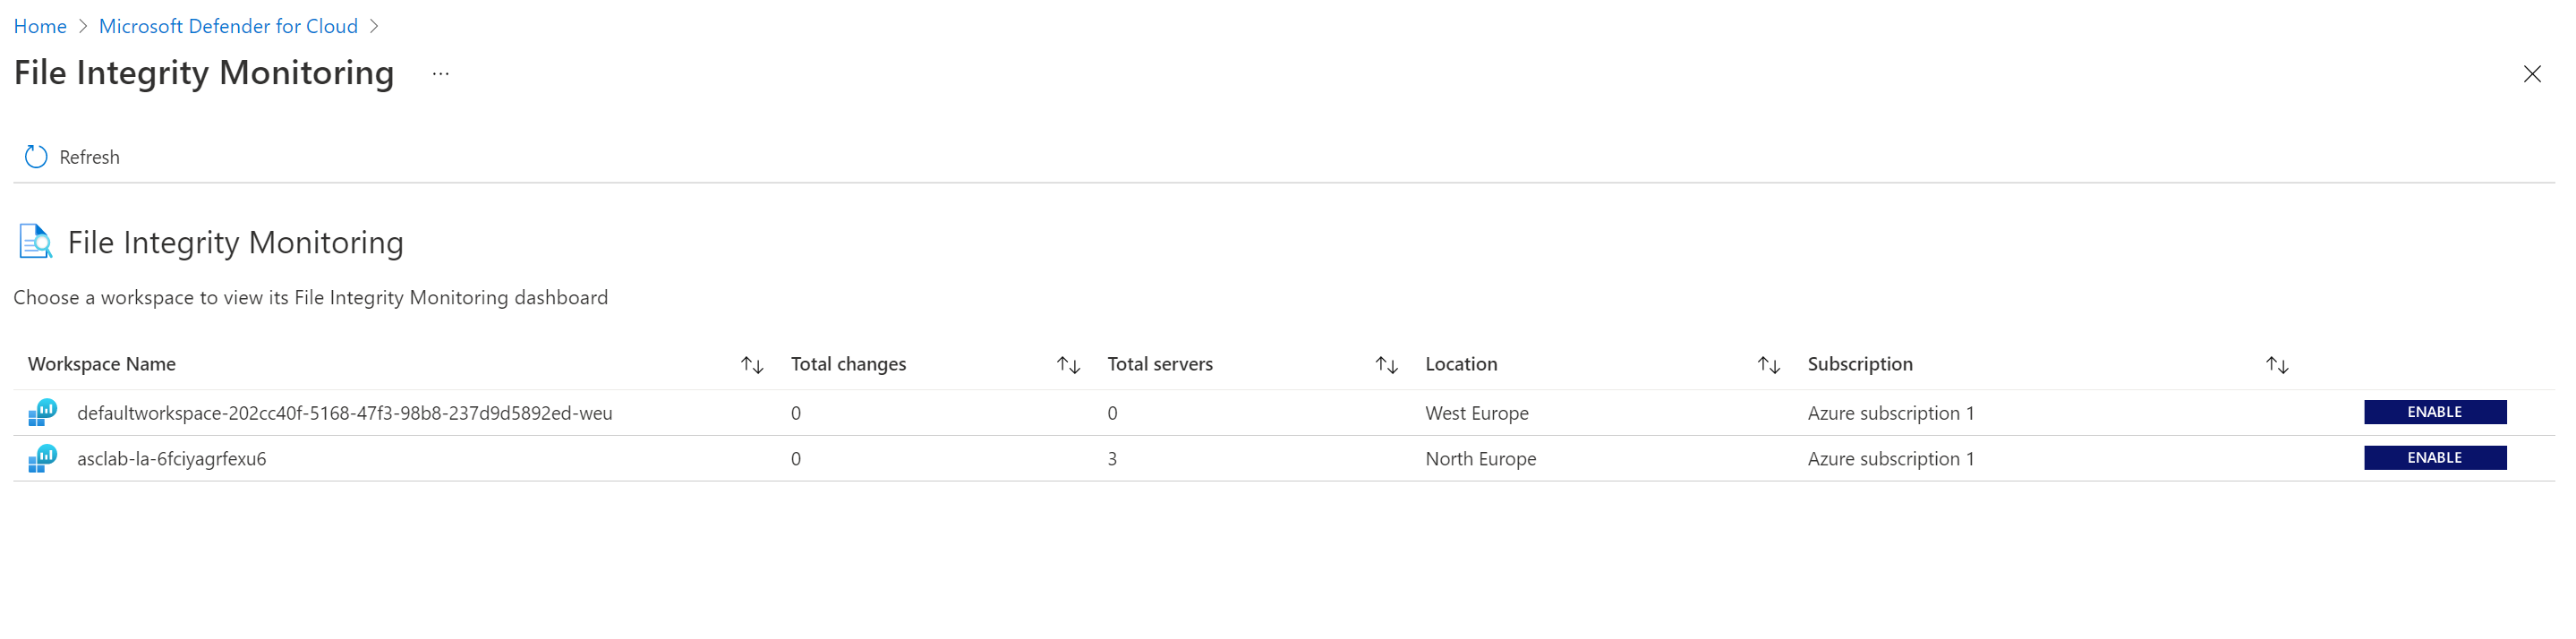 Home > Microsoft Defender for Cloud >
File Integrity Monitoring ...
Refresh
File Integrity Monitoring
Choose a workspace to view its File Integrity Monitoring dashboard
Workspace Name Total changes Total servers Location Subscription
defaultworkspace-202cc40f-5168-47f3-98b8-237d9d5892ed-weu 0 0 West Europe Azure subscription 1 ENABLE
asclab-la-6fciyagrfexu6 0 3 North Europe Azure subscription 1 ENABLE